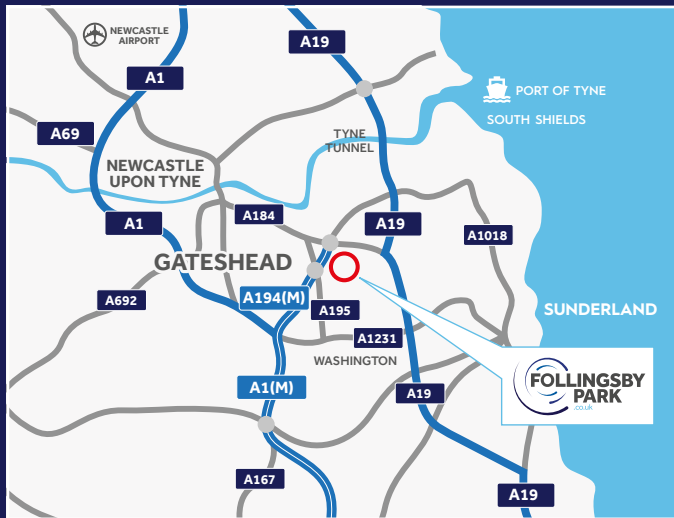 NEWCASTLE
AIRPORT
A19
A1
PORT OF TYNE
SOUTH SHIELDS
A69
TYNE
TUNNEL
NEWCASTLE
UPON TYNE
A184
A1
A19
A1018
GATESHEAD
A692
A194(M)
A195
SUNDERLAND
A1231
WASHINGTON
A1(M)
A19
FOLLINGSBY
PARK
.co.uk
A167
A19